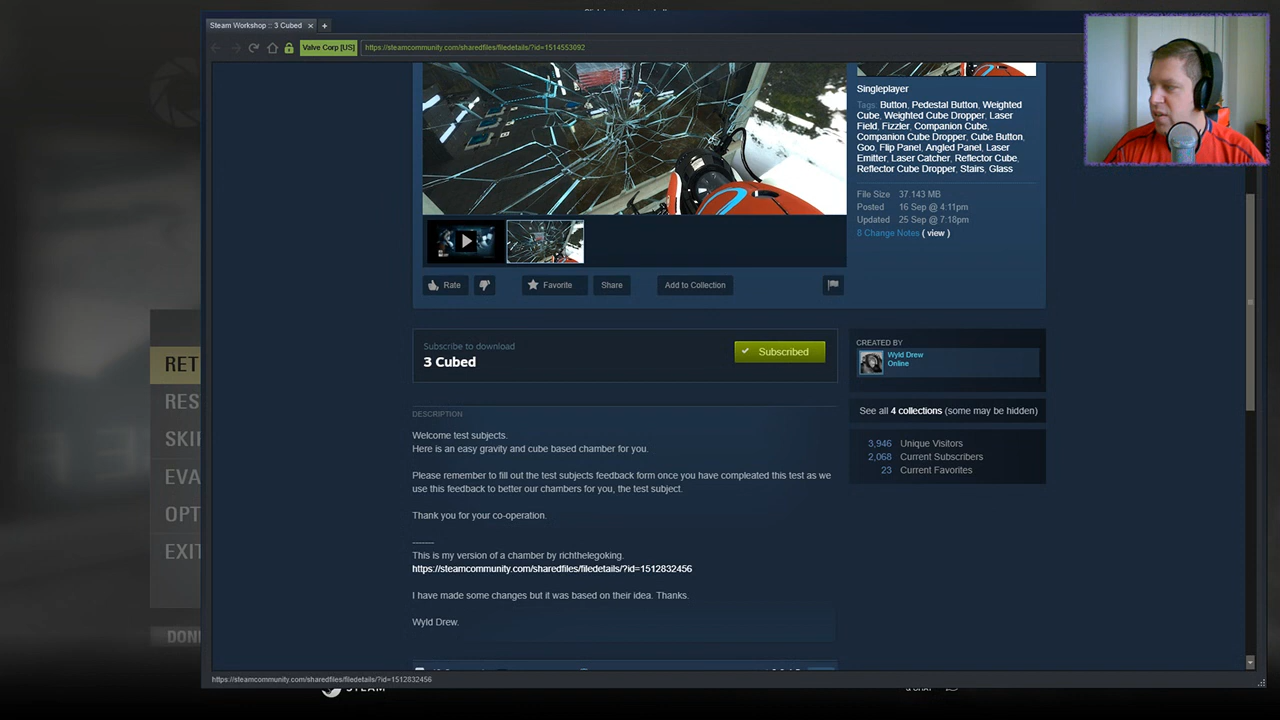 Steam Workshop :: 3 Cubed × +
Valve Corp [US] https://steamcommunity.com/sharedfiles/filedetails/?id=1514553092
Singleplayer
Tags: Button, Pedestal Button, Weighted
Cube, Weighted Cube Dropper, Laser
Field, Fizzler, Companion Cube,
Companion Cube Dropper, Cube Button,
Goo, Flip Panel, Angled Panel, Laser
Emitter, Laser Catcher, Reflector Cube,
Reflector Cube Dropper, Stairs, Glass
File Size 37.143 MB
Posted 16 Sep @ 4:11pm
Updated 25 Sep @ 7:18pm
8 Change Notes ( view )
Rate Favorite Share Add to Collection
Subscribe to download
3 Cubed
Subscribed
CREATED BY
Wyld Drew
Online
See all 4 collections (some may be hidden)
3,946 Unique Visitors
2,068 Current Subscribers
23 Current Favorites
DESCRIPTION
Welcome test subjects.
Here is an easy gravity and cube based chamber for you.
Please remember to fill out the test subjects feedback form once you have compleated this test as we
use this feedback to better our chambers for you, the test subject.
Thank you for your co-operation.
-------
This is my version of a chamber by richthelegoking.
https://steamcommunity.com/sharedfiles/filedetails/?id=1512832456
I have made some changes but it was based on their idea. Thanks.
Wyld Drew.
https://steamcommunity.com/sharedfiles/filedetails/?id=1512832456
RET
RES
SKI
EVA
OPT
EXIT
DON
STEAM